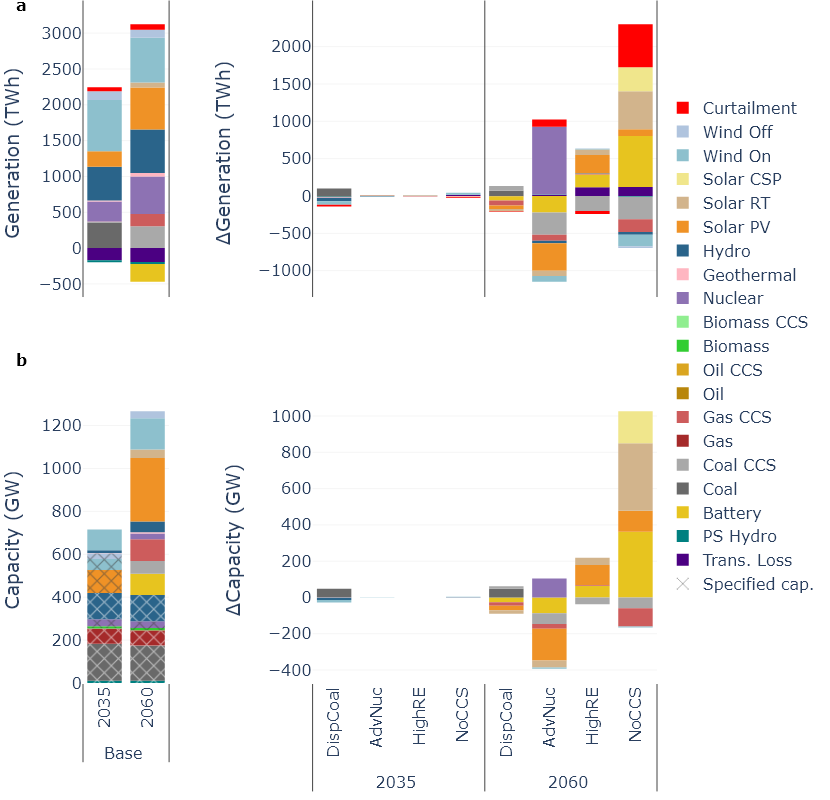 a
Generation (TWh)
3000
2500
2000
1500
1000
500
0
−500
ΔGeneration (TWh)
2000
1500
1000
500
0
−500
−1000
Curtailment
Wind Off
Wind On
Solar CSP
Solar RT
Solar PV
Hydro
Geothermal
Nuclear
Biomass CCS
Biomass
Oil CCS
Oil
Gas CCS
Gas
Coal CCS
Coal
Battery
PS Hydro
Trans. Loss
Specified cap.
b
Capacity (GW)
1200
1000
800
600
400
200
0
2035
2060
Base
ΔCapacity (GW)
1000
800
600
400
200
0
−200
−400
DispCoal
AdvNuc
HighRE
NoCCS
DispCoal
AdvNuc
HighRE
NoCCS
2035
2060